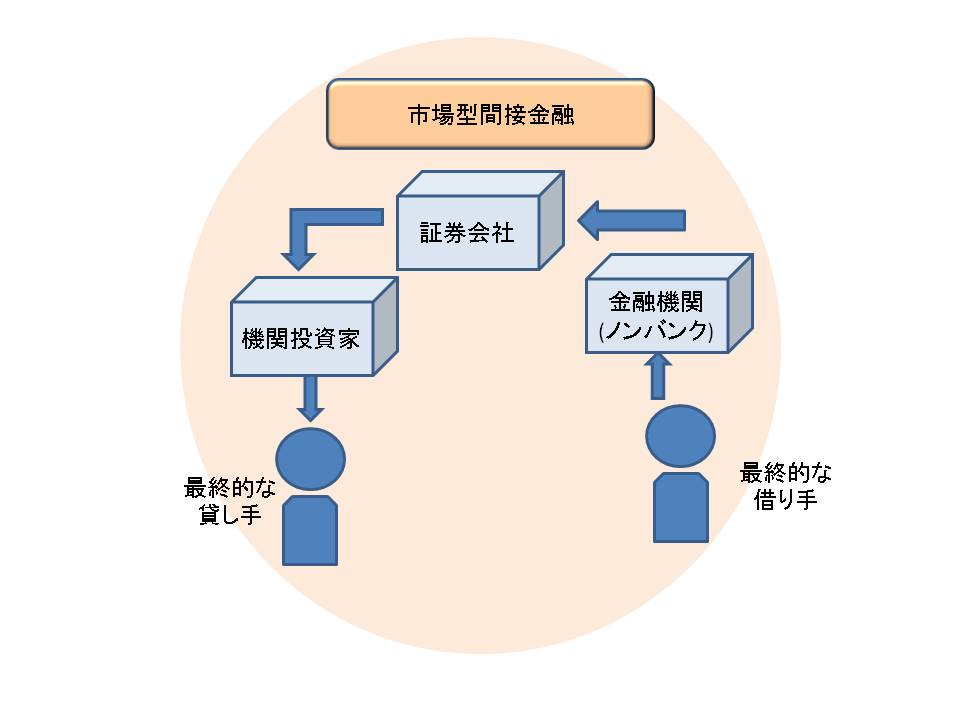 市場型間接金融
証券会社
金融機関
(ノンバンク)
機関投資家
最終的な
貸し手
最終的な
借り手